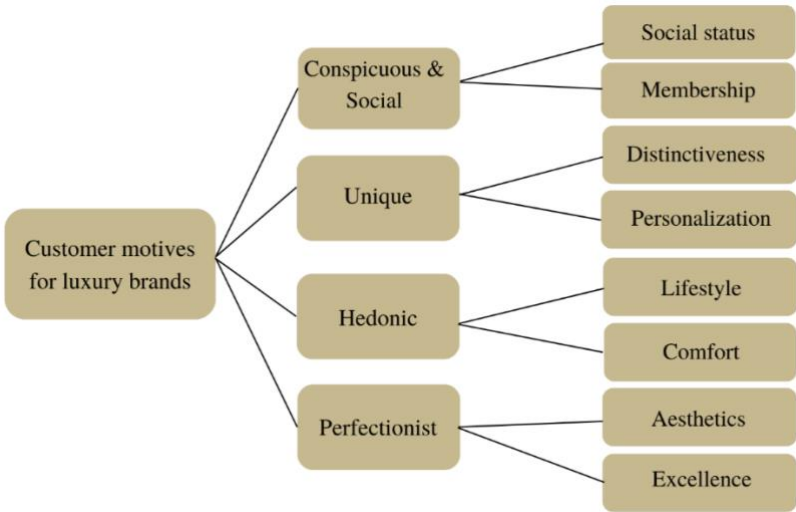 Customer motives
for luxury brands
Conspicuous &
Social
Social status
Membership
Unique
Distinctiveness
Personalization
Hedonic
Lifestyle
Comfort
Perfectionist
Aesthetics
Excellence